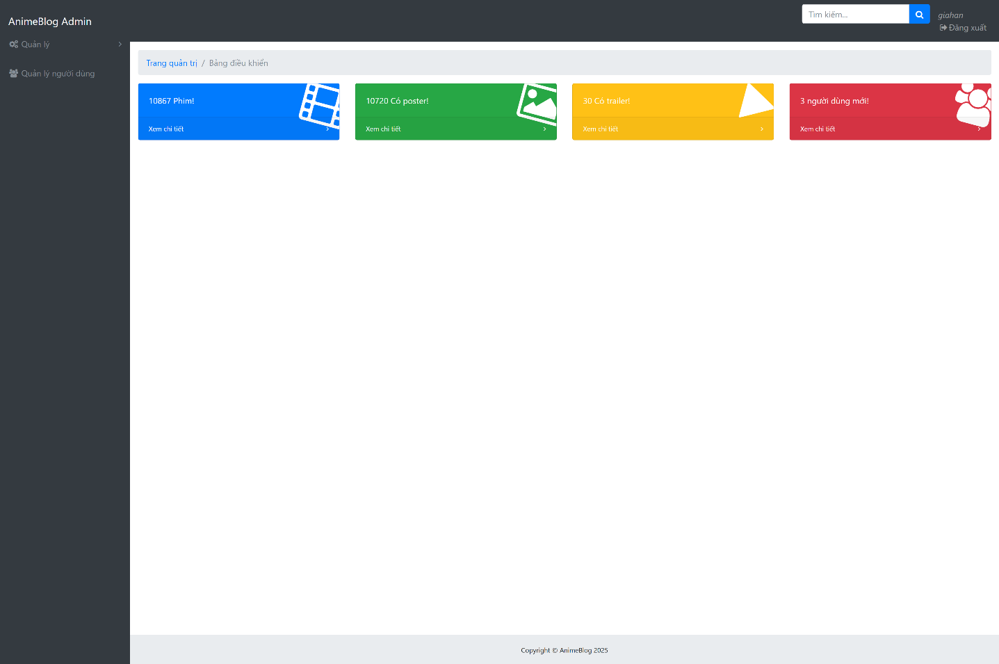 AnimeBlog Admin
Tìm kiếm...
giahan
Đăng xuất
Quản lý
Quản lý người dùng
Trang quản trị / Bảng điều khiển
10867 Phim!
Xem chi tiết
10720 Có poster!
Xem chi tiết
30 Có trailer!
Xem chi tiết
3 người dùng mới!
Xem chi tiết
Copyright © AnimeBlog 2025